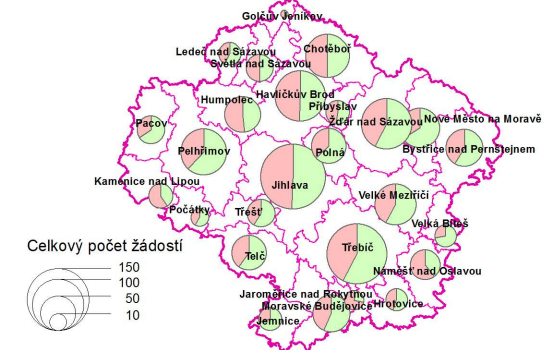 Golčův Jeníkov
Ledeč nad Sázavou
Chotěboř
Světlá nad Sázavou
Havlíčkův Brod
Humpolec
Přibyslav
Pacov
Žďár nad Sázavou
Nové Město na Moravě
Pelhřimov
Polná
Bystřice nad Pernštejnem
Jihlava
Kamenice nad Lipou
Velké Meziříčí
Počátky
Třešť
Velká Bíteš
Třebíč
Telč
Náměšť nad Oslavou
Jaroměřice nad Rokytnou
Moravské Budějovice
Hrotovice
Jemnice
Celkový počet žádostí
150
100
50
10